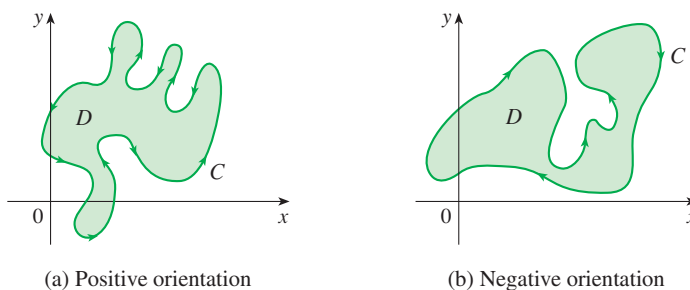 y
D
C
0
x
(a) Positive orientation
y
C
D
0
x
(b) Negative orientation